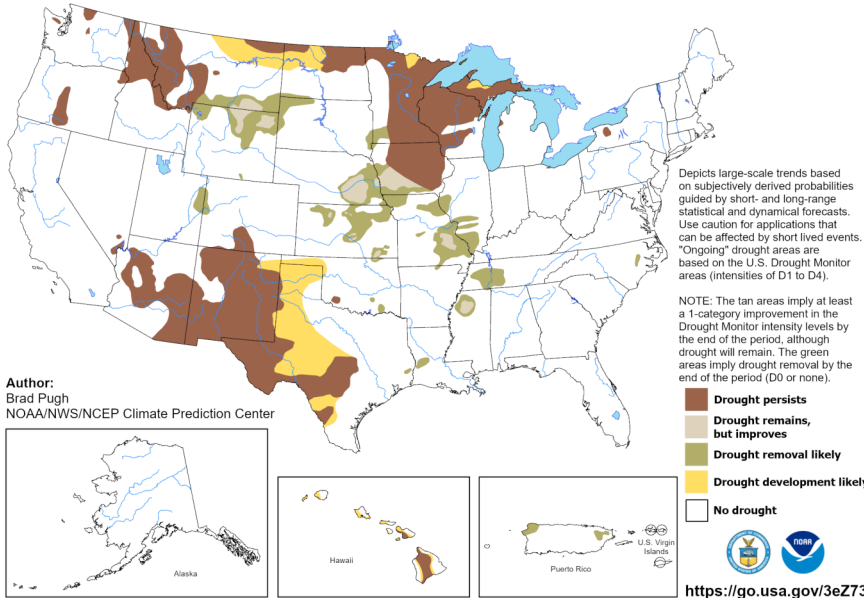 Depicts large-scale trends based
on subjectively derived probabilities
guided by short- and long-range
statistical and dynamical forecasts.
Use caution for applications that
can be affected by short lived events.
"Ongoing" drought areas are
based on the U.S. Drought Monitor
areas (intensities of D1 to D4).
NOTE: The tan areas imply at least
a 1-category improvement in the
Drought Monitor intensity levels by
the end of the period, although
drought will remain. The green
areas imply drought removal by the
end of the period (D0 or none).
Author:
Brad Pugh
NOAA/NWS/NCEP Climate Prediction Center
Drought persists
Drought remains,
but improves
Drought removal likely
Drought development likely
No drought
Alaska
Hawaii
Puerto Rico
U.S. Virgin
Islands
NOAA
https://go.usa.gov/3eZ73